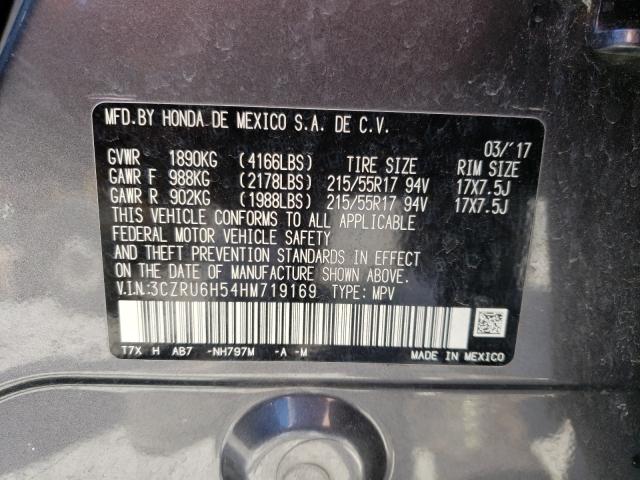 MFD.BY HONDA DE MEXICO S.A. DE C.V.
03/'17
GVWR 1890KG (4166LBS) TIRE SIZE RIM SIZE
GAWR F 988KG (2178LBS) 215/55R17 94V 17X7.5J
GAWR R 902KG (1988LBS) 215/55R17 94V 17X7.5J
THIS VEHICLE CONFORMS TO ALL APPLICABLE
FEDERAL MOTOR VEHICLE SAFETY
AND THEFT PREVENTION STANDARDS IN EFFECT
ON THE DATE OF MANUFACTURE SHOWN ABOVE.
V.I.N.:3CZRU6H54HM719169 TYPE: MPV
T7X H AB7 -NH797M -A -M
MADE IN MEXICO